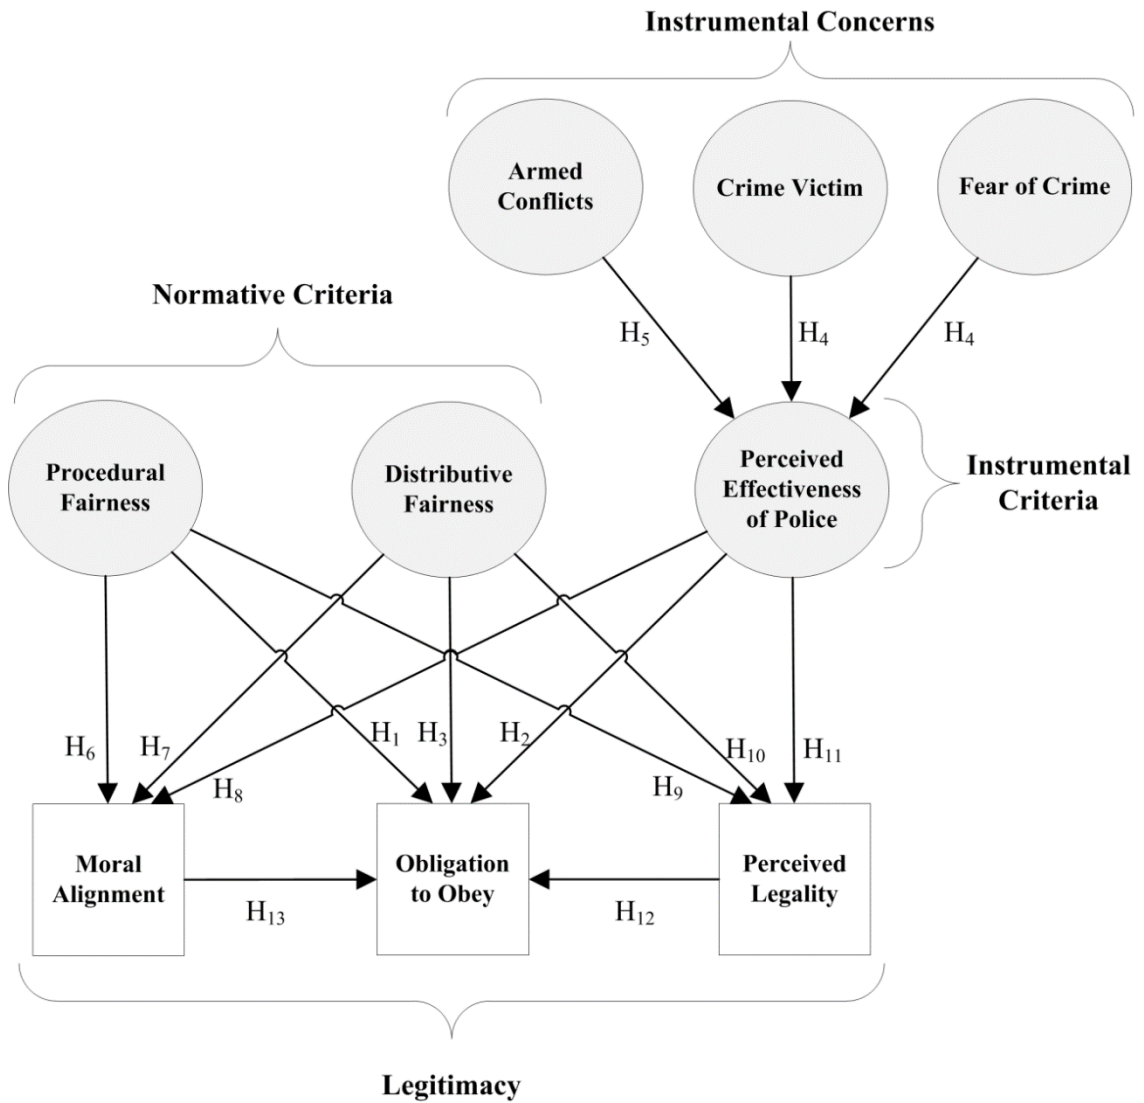 Instrumental Concerns
Armed
Conflicts
Crime Victim
Fear of Crime
Normative Criteria
H5
H4
H4
Procedural
Fairness
Distributive
Fairness
Perceived
Effectiveness
of Police
Instrumental
Criteria
H6
H7
H8
H1
H3
H2
H9
H10
H11
Moral
Alignment
Obligation
to Obey
Perceived
Legality
H13
H12
Legitimacy